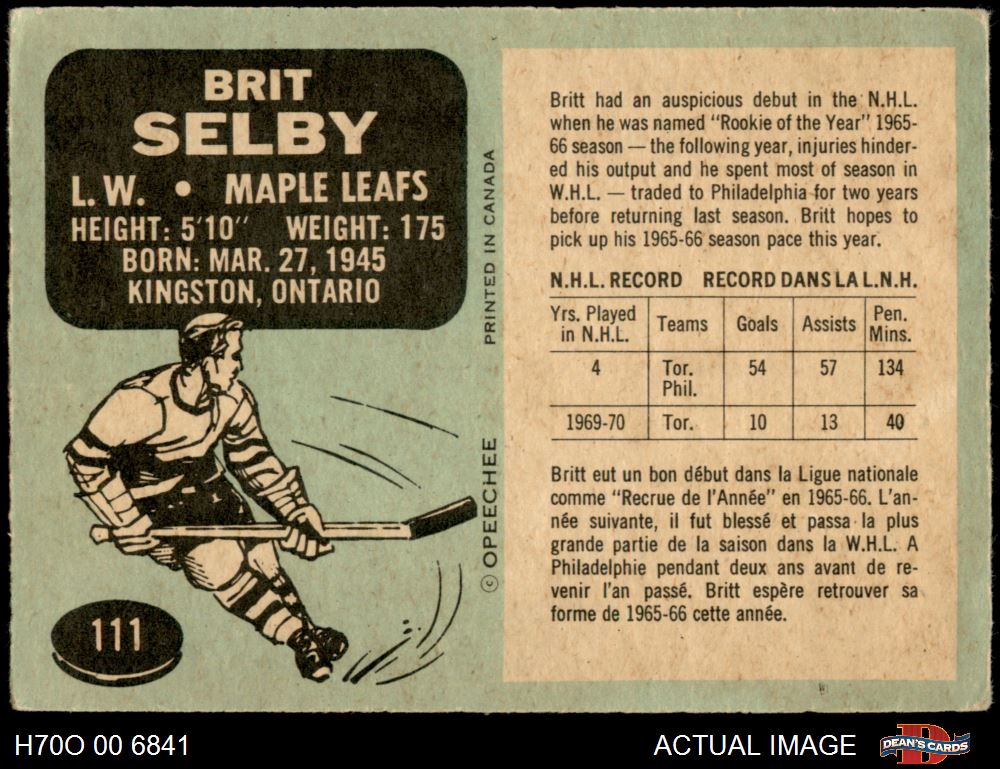 BRIT
SELBY
L.W. • MAPLE LEAFS
HEIGHT: 5'10" WEIGHT: 175
BORN: MAR. 27, 1945
KINGSTON, ONTARIO
111
© OPEECHEE PRINTED IN CANADA
Britt had an auspicious debut in the N.H.L.
when he was named "Rookie of the Year" 1965-
66 season — the following year, injuries hinder-
ed his output and he spent most of season in
W.H.L. — traded to Philadelphia for two years
before returning last season. Britt hopes to
pick up his 1965-66 season pace this year.
N.H.L. RECORD RECORD DANS LA L.N.H.
Yrs. Played in N.H.L. Teams Goals Assists Pen. Mins.
4 Tor. Phil. 54 57 134
1969-70 Tor. 10 13 40
Britt eut un bon début dans la Ligue nationale
comme "Recrue de l'Année" en 1965-66. L'an-
née suivante, il fut blessé et passa la plus
grande partie de la saison dans la W.H.L. A
Philadelphie pendant deux ans avant de re-
venir l'an passé. Britt espère retrouver sa
forme de 1965-66 cette année.
H70O 00 6841
ACTUAL IMAGE
DEAN'S CARDS